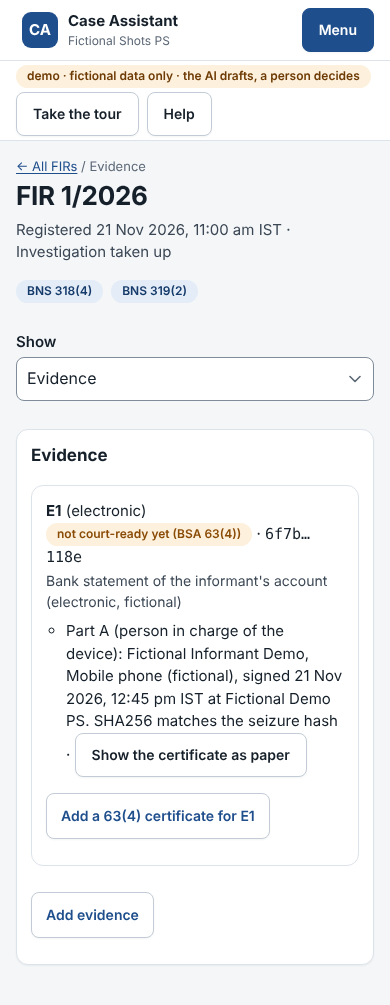 CA
Case Assistant
Fictional Shots PS
Menu
demo · fictional data only · the AI drafts, a person decides
Take the tour
Help
← All FIRs / Evidence
FIR 1/2026
Registered 21 Nov 2026, 11:00 am IST ·
Investigation taken up
BNS 318(4)
BNS 319(2)
Show
Evidence
Evidence
E1 (electronic)
not court-ready yet (BSA 63(4)) · 6f7b…
118e
Bank statement of the informant's account
(electronic, fictional)
Part A (person in charge of the
device): Fictional Informant Demo,
Mobile phone (fictional), signed 21 Nov
2026, 12:45 pm IST at Fictional Demo
PS. SHA256 matches the seizure hash
· Show the certificate as paper
Add a 63(4) certificate for E1
Add evidence